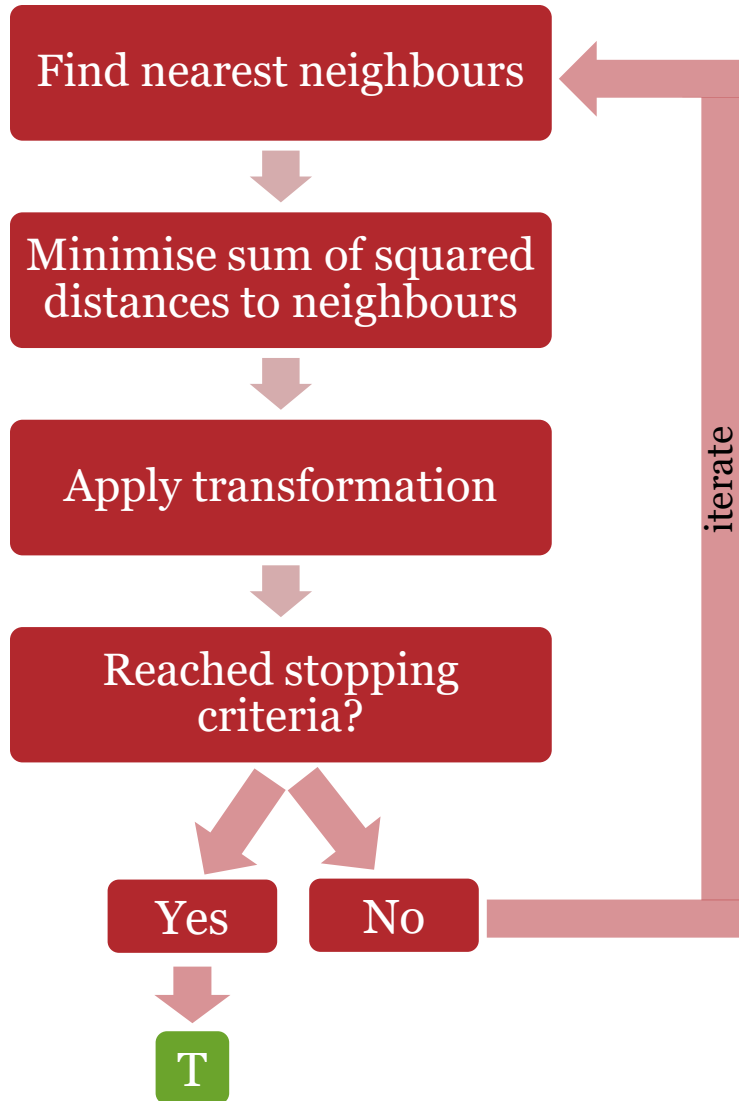 Find nearest neighbours
Minimise sum of squared
distances to neighbours
Apply transformation
Reached stopping
criteria?
Yes
No
iterate
T